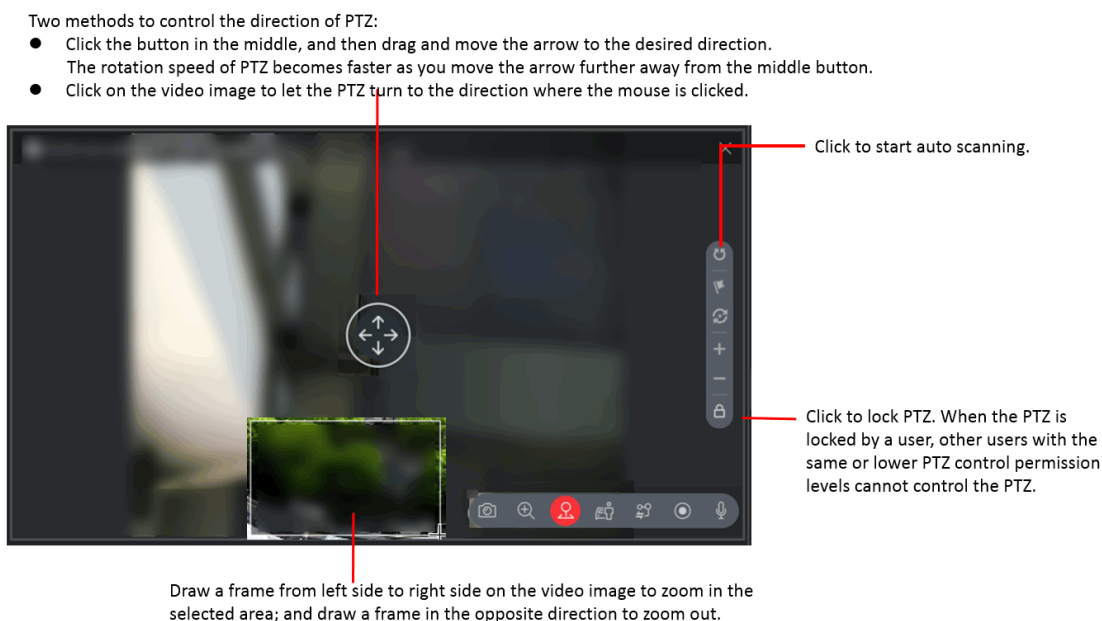 Two methods to control the direction of PTZ:
● Click the button in the middle, and then drag and move the arrow to the desired direction.
The rotation speed of PTZ becomes faster as you move the arrow further away from the middle button.
● Click on the video image to let the PTZ turn to the direction where the mouse is clicked.
Click to start auto scanning.
Click to lock PTZ. When the PTZ is
locked by a user, other users with the
same or lower PTZ control permission
levels cannot control the PTZ.
Draw a frame from left side to right side on the video image to zoom in the
selected area; and draw a frame in the opposite direction to zoom out.